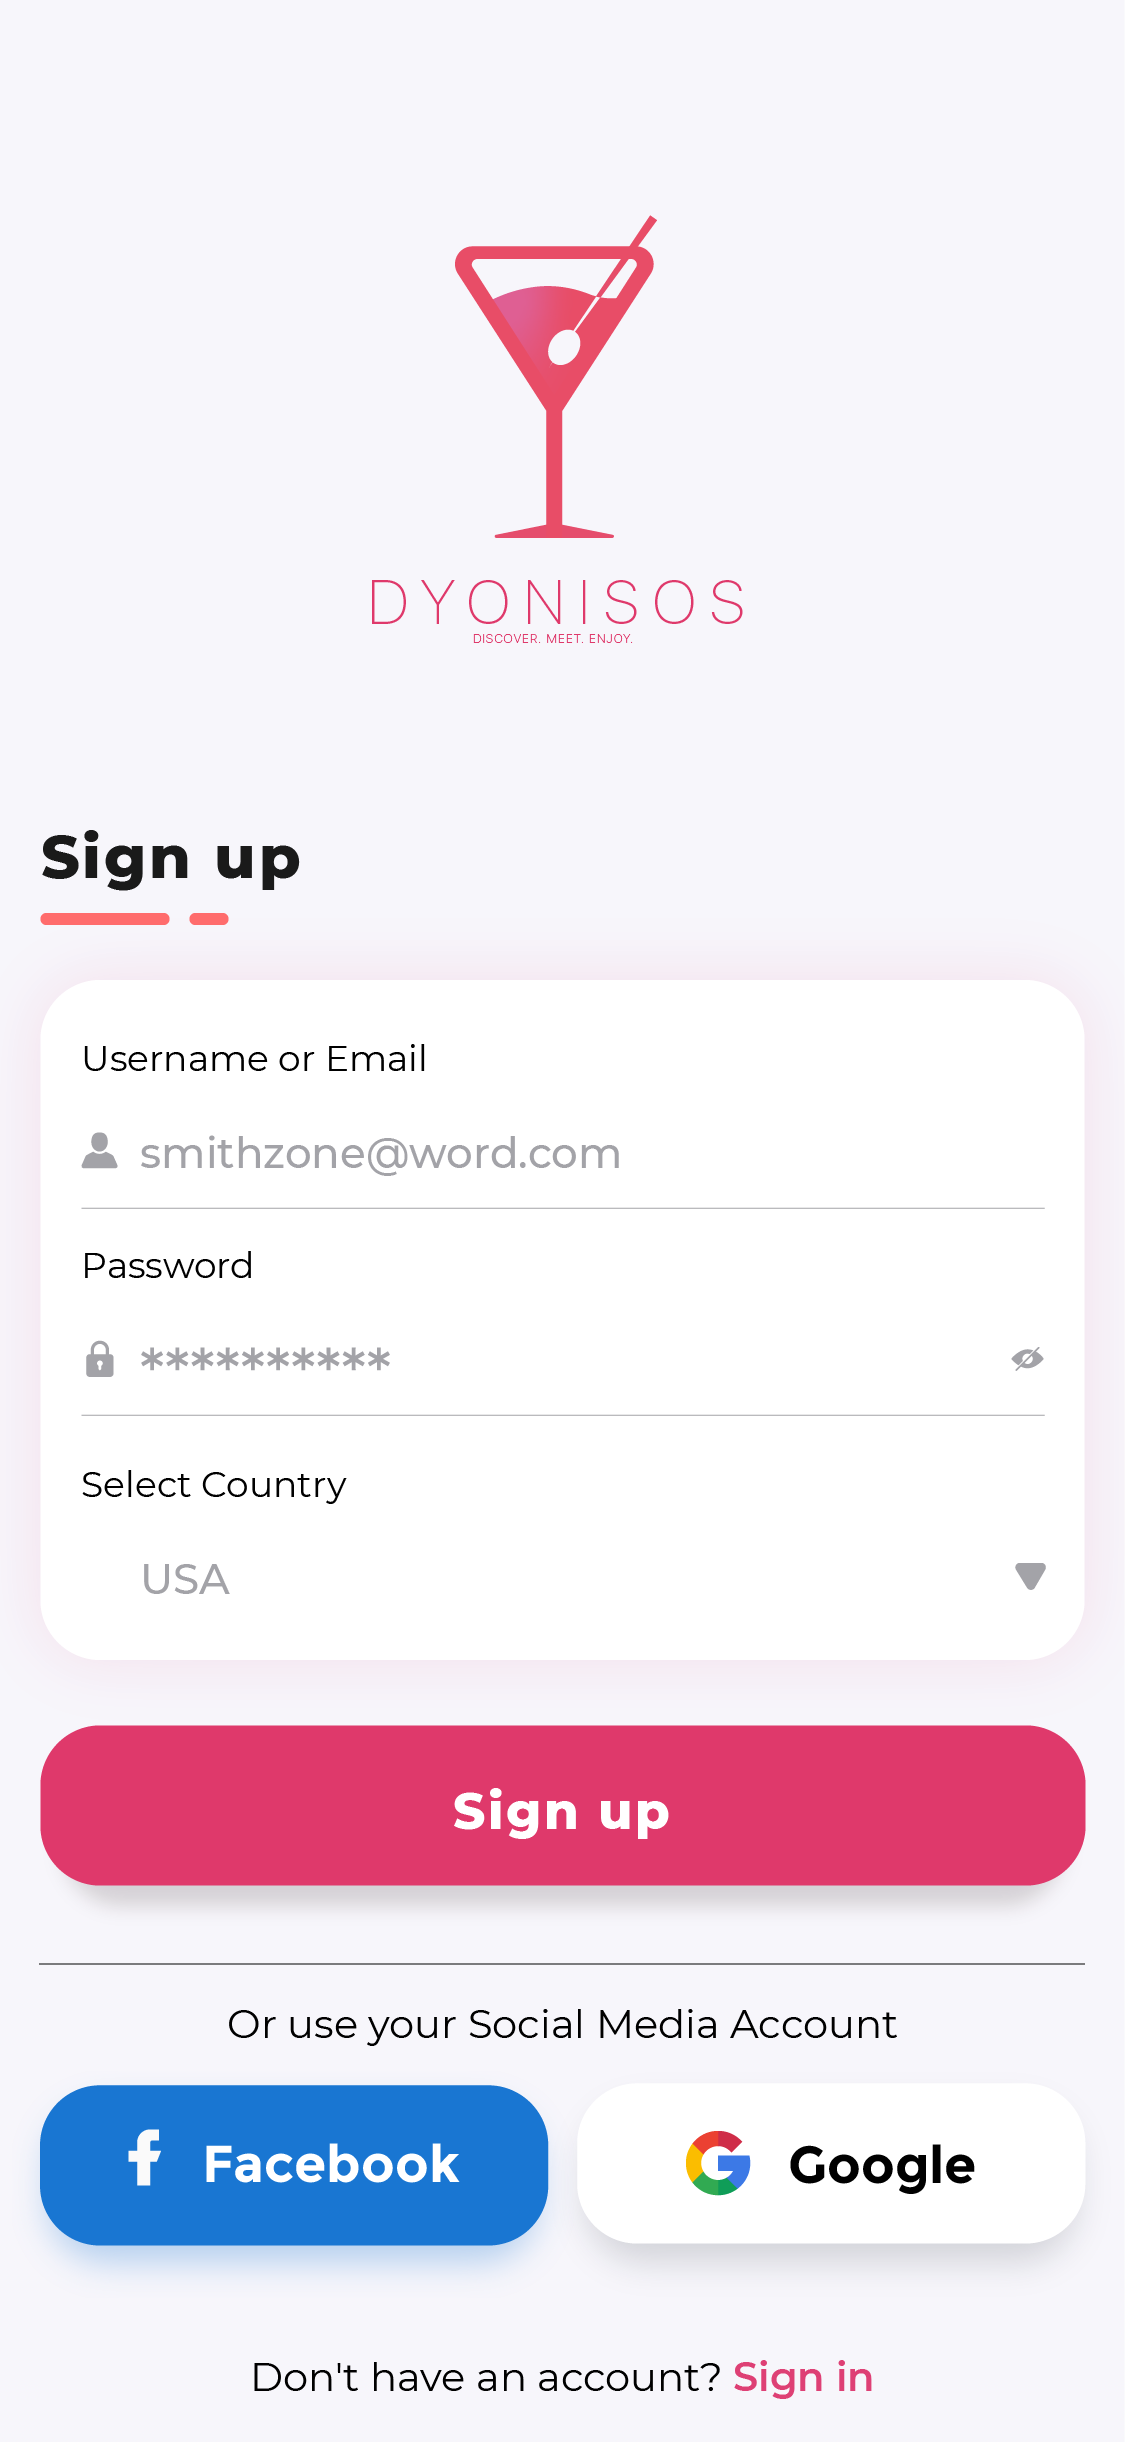 DYONISOS
DISCOVER. MEET. ENJOY.
Sign up
Username or Email
smithzone@word.com
Password
**********
Select Country
USA
Sign up
Or use your Social Media Account
Facebook
Google
Don't have an account? Sign in